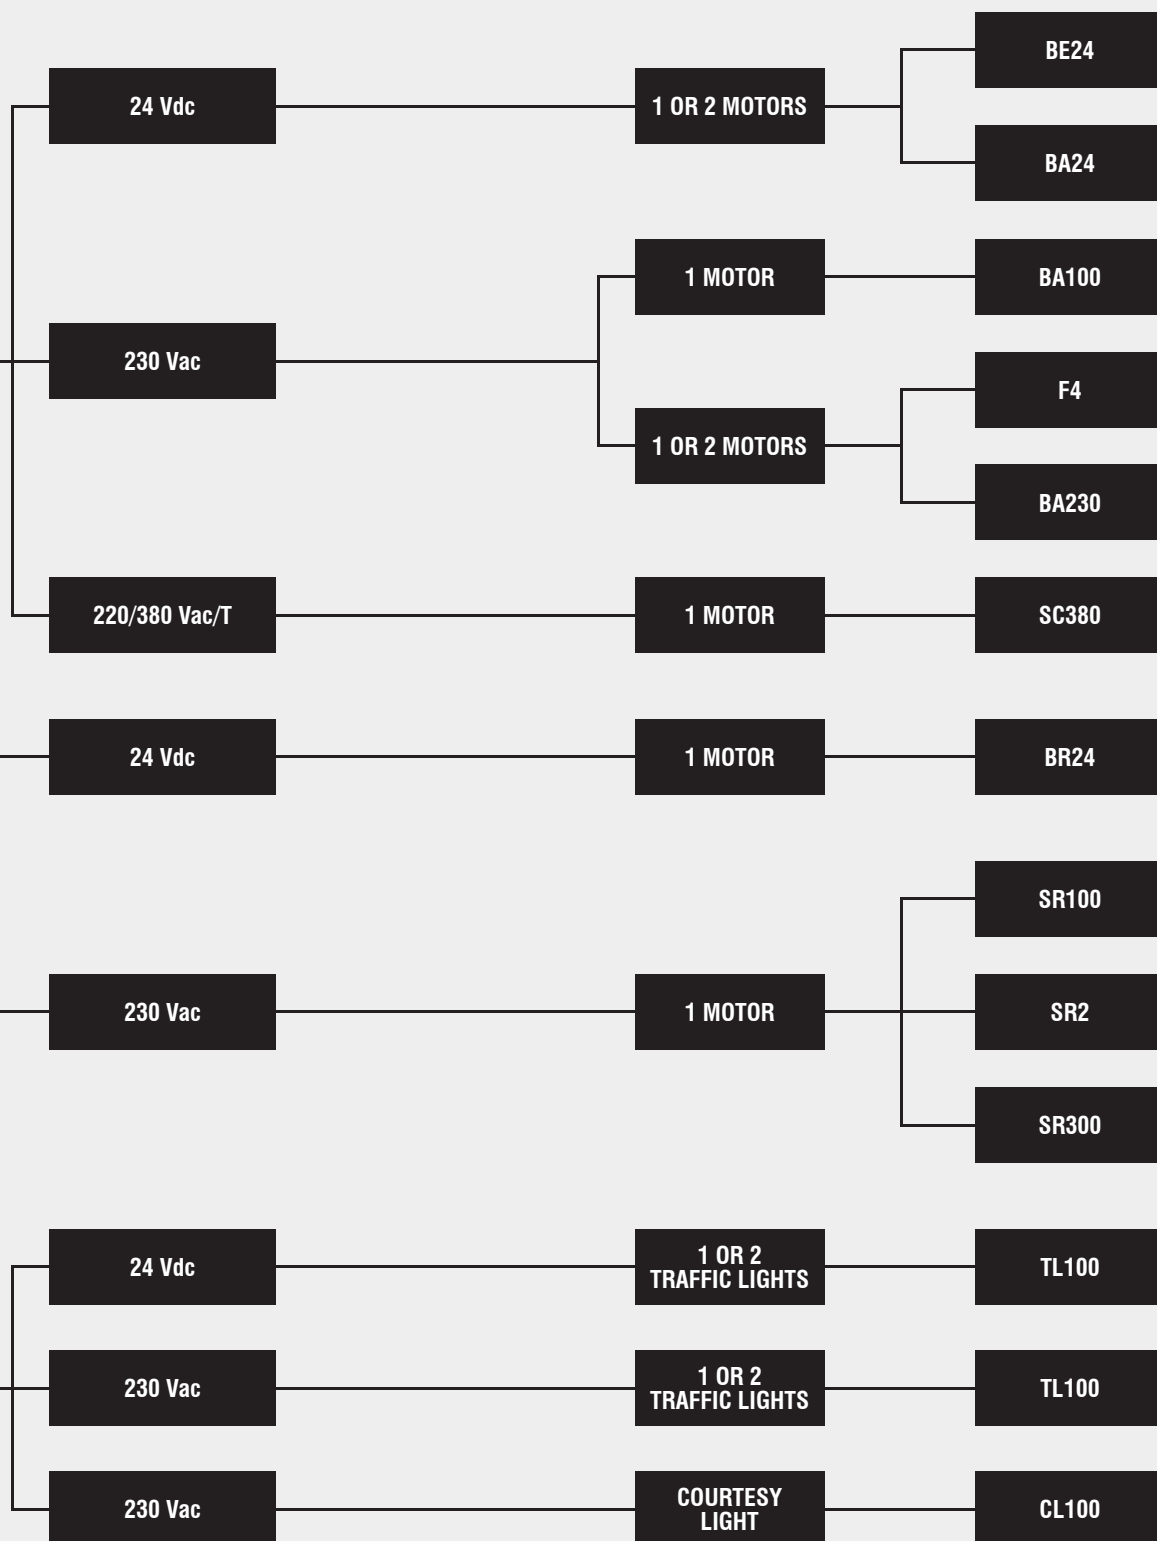 BE24
24 Vdc
1 OR 2 MOTORS
BA24
1 MOTOR
BA100
230 Vac
F4
1 OR 2 MOTORS
BA230
220/380 Vac/T
1 MOTOR
SC380
24 Vdc
1 MOTOR
BR24
SR100
230 Vac
1 MOTOR
SR2
SR300
24 Vdc
1 OR 2
TRAFFIC LIGHTS
TL100
230 Vac
1 OR 2
TRAFFIC LIGHTS
TL100
230 Vac
COURTESY
LIGHT
CL100